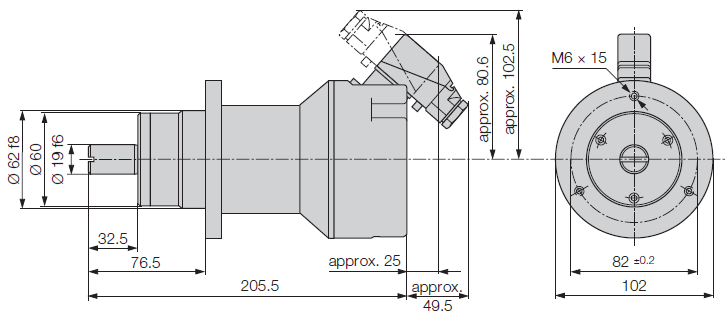 approx. 80.6
approx. 102.5
M6 × 15
Ø 62 f8
Ø 60
Ø 19 f6
32.5
76.5
approx. 25
82 ±0.2
205.5
approx.
49.5
102